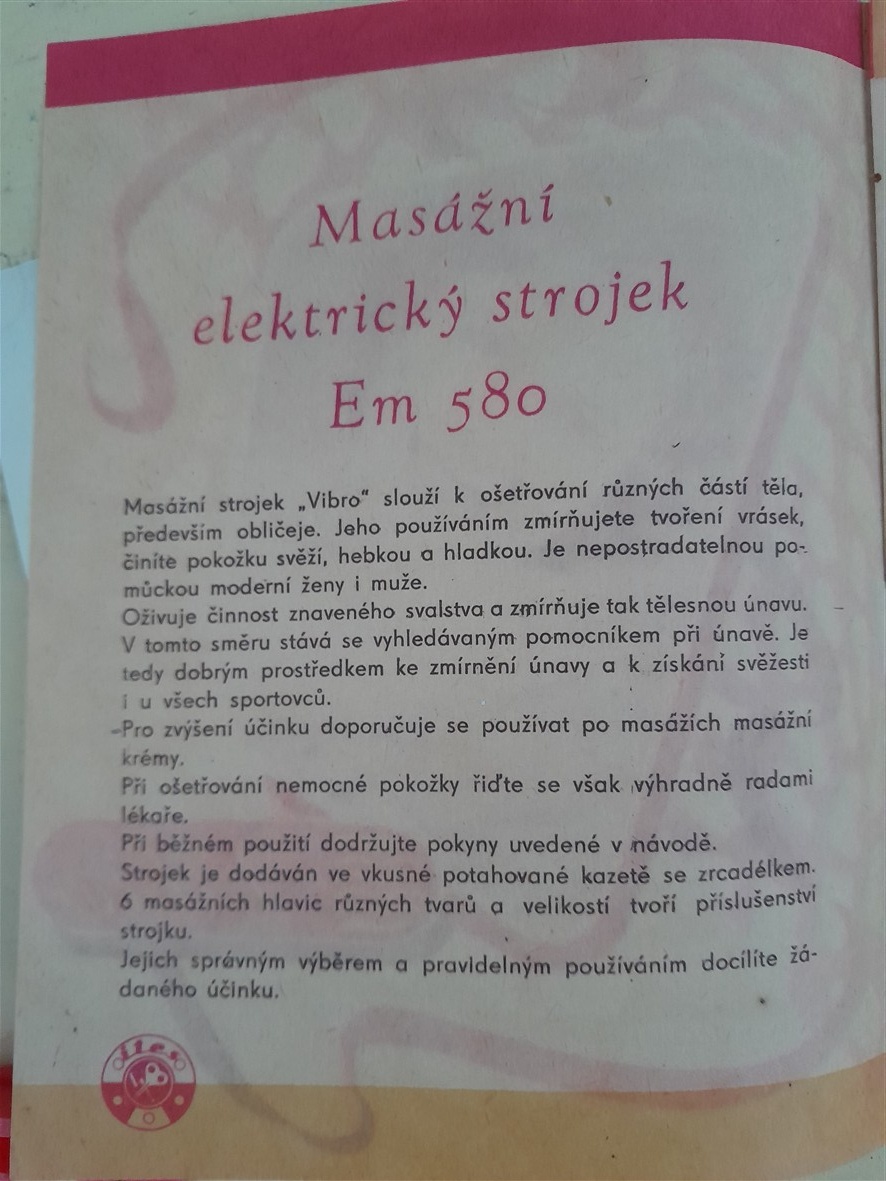 Masážní
elektrický strojek
Em 580
Masážní strojek „Vibro“ slouží k ošetřování různých částí těla,
především obličeje. Jeho používáním zmírňujete tvoření vrásek,
činíte pokožku svěží, hebkou a hladkou. Je nepostradatelnou po-
můckou moderní ženy i muže.
Oživuje činnost znaveného svalstva a zmírňuje tak tělesnou únavu.
V tomto směru stává se vyhledávaným pomocníkem při únavě. Je
tedy dobrým prostředkem ke zmírnění únavy a k získání svěžesti
i u všech sportovců.
Pro zvýšení účinku doporučuje se používat po masážích masážní
krémy.
Při ošetřování nemocné pokožky řiďte se však výhradně radami
lékaře.
Při běžném použití dodržujte pokyny uvedené v návodě.
Strojek je dodáván ve vkusné potahované kazetě se zrcadélkem.
6 masážních hlavic různých tvarů a velikostí tvoří příslušenství
strojku.
Jejich správným výběrem a pravidelným používáním docílíte žá-
daného účinku.